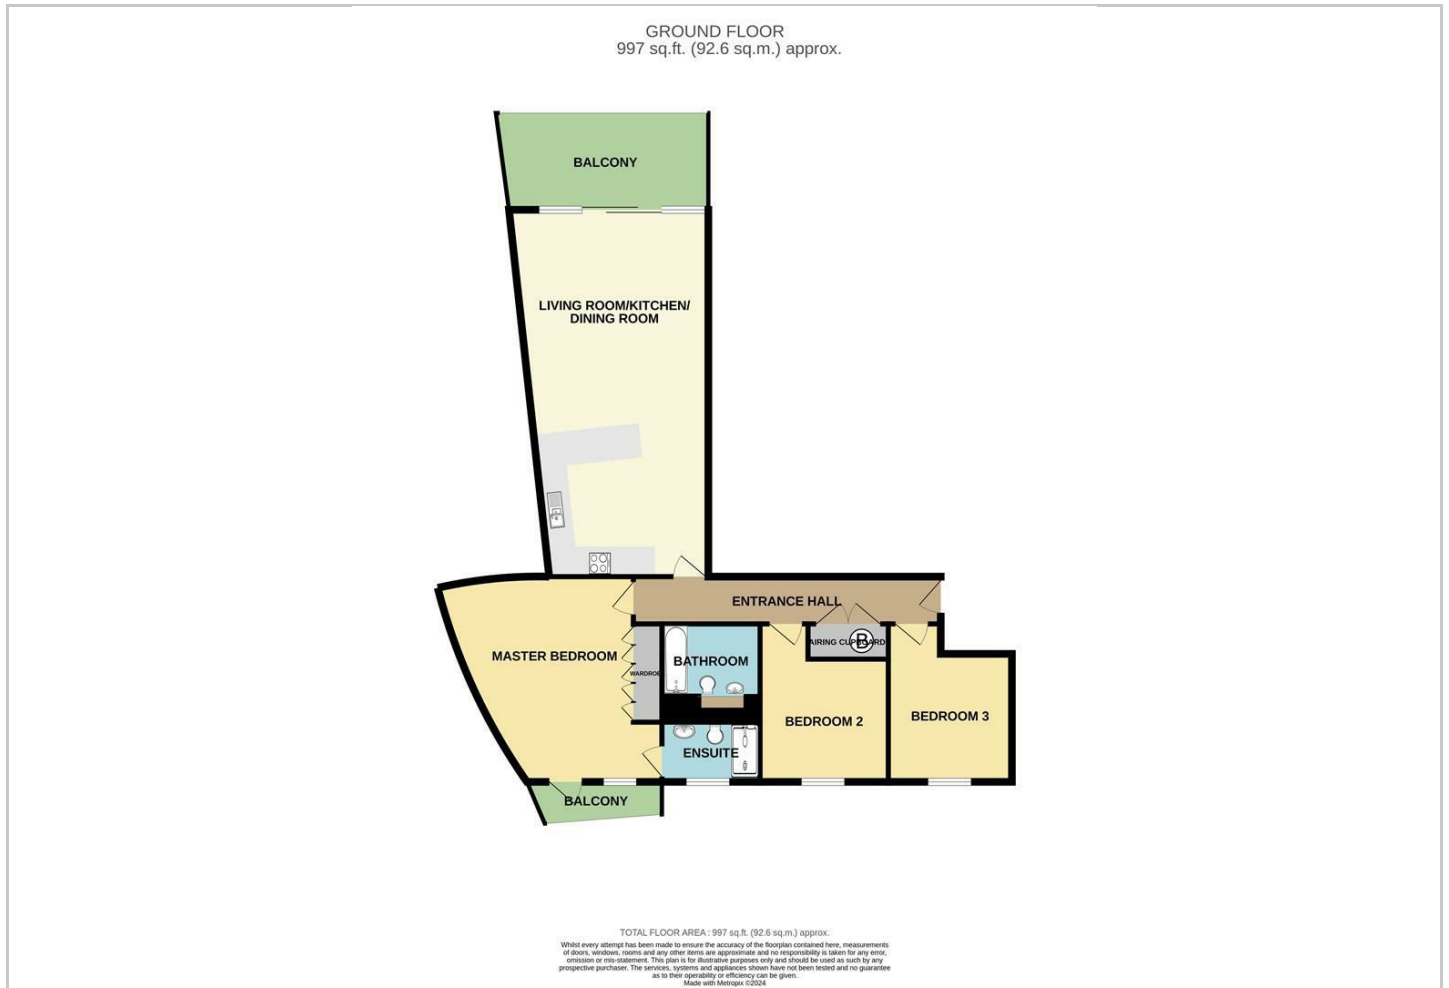 GROUND FLOOR
997 sq.ft. (92.6 sq.m.) approx.
BALCONY
LIVING ROOM/KITCHEN/
DINING ROOM
ENTRANCE HALL
AIRING CUPBOARD
B
MASTER BEDROOM
WARDROBE
BATHROOM
BEDROOM 2
BEDROOM 3
ENSUITE
BALCONY
TOTAL FLOOR AREA : 997 sq.ft. (92.6 sq.m.) approx.
Whilst every attempt has been made to ensure the accuracy of the floorplan contained here, measurements
of doors, windows, rooms and any other items are approximate and no responsibility is taken for any error,
omission or mis-statement. This plan is for illustrative purposes only and should be used as such by any
prospective purchaser. The services, systems and appliances shown have not been tested and no guarantee
as to their operability or efficiency can be given.
Made with Metropix ©2024